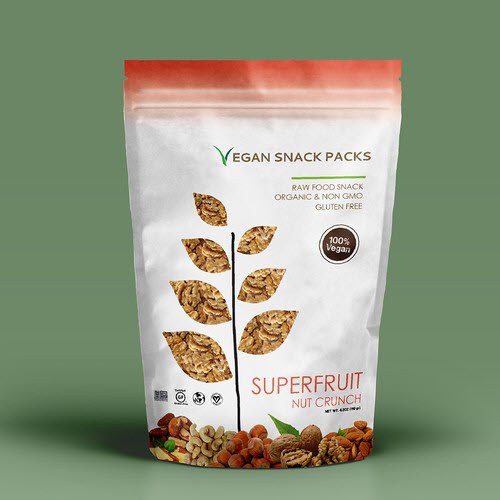 VEGAN SNACK PACKS
RAW FOOD SNACK
ORGANIC & NON GMO
GLUTEN FREE
100%
Vegan
SUPERFRUIT
NUT CRUNCH